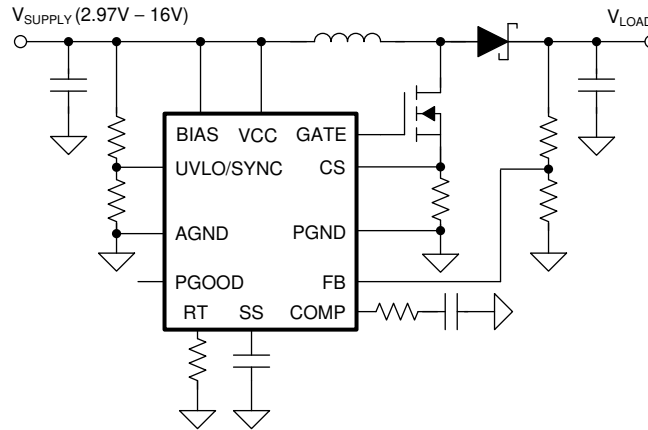 VSUPPLY (2.97V – 16V)
VLOAD
BIAS VCC GATE
UVLO/SYNC CS
AGND PGND
PGOOD FB
RT SS COMP